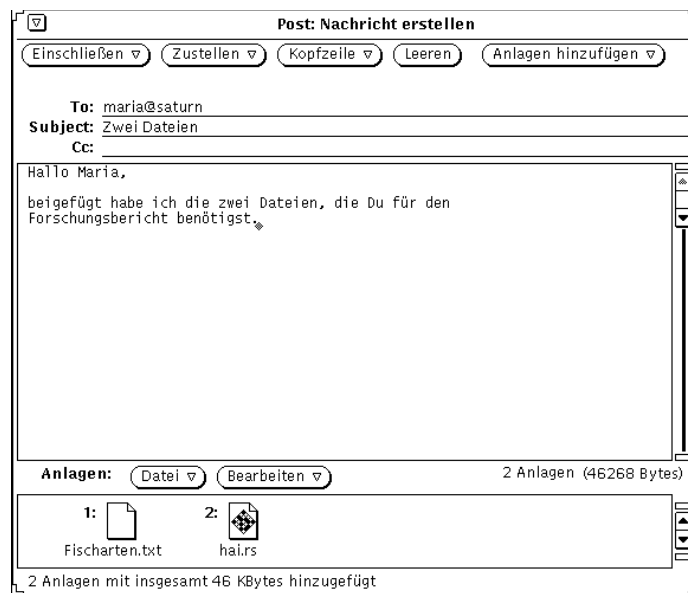 Post: Nachricht erstellen
Einschließen Zustellen Kopfzeile Leeren Anlagen hinzufügen
To: maria@saturn
Subject: Zwei Dateien
Cc:
Hallo Maria,
beigefügt habe ich die zwei Dateien, die Du für den
Forschungsbericht benötigst.
Anlagen: Datei Bearbeiten 2 Anlagen (46268 Bytes)
1: 2:
Fischarten.txt hai.rs
2 Anlagen mit insgesamt 46 KBytes hinzugefügt